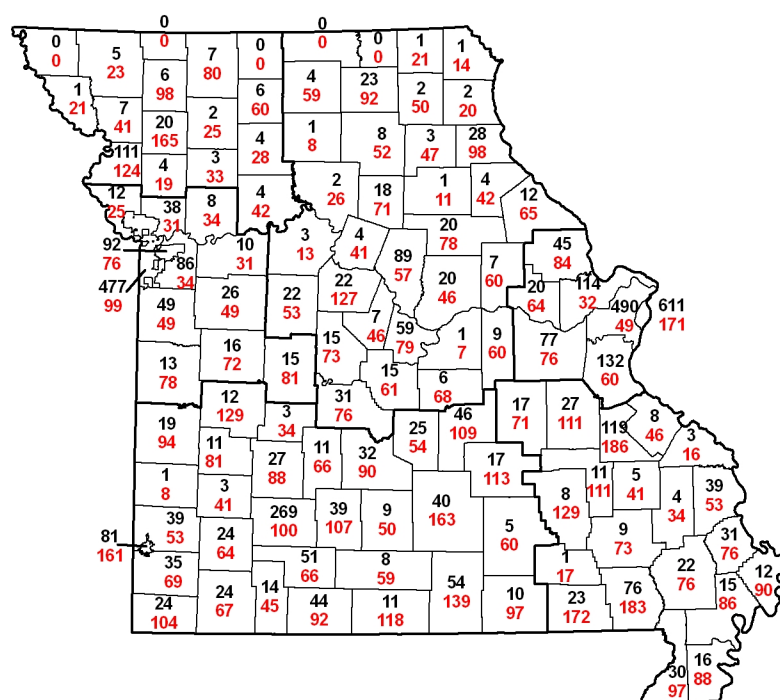 0 0
0 0 0 0 1 1
0 5 0 7 0 0 0 21 14
23 80
1 6 6 4 23 2 2
21 98 60 59 92 50 20
7 20 2 1 8 3 28
41 165 25 4 8 52 47 98
111 4 3 28
124 19 33 2 18 1 4 12
12 38 8 4 26 71 11 42 65
25 31 34 42 20
92 10 3 4 89 78 45
76 86 31 13 41 57 20 7 84
477 34 22 46 60 20 114
99 26 22 127 64 32 490 611
49 49 53 7 59 1 9 77 49 171
49 16 15 46 79 7 60 76 132
13 72 15 73 15 6 60
78 81 61 68
12 31 46 17 27 8
19 129 3 76 25 109 71 111 119 46 3
94 11 34 11 32 54 186 16
81 27 66 90 17 11 5
1 3 88 113 8 111 41 39
8 41 269 39 9 40 129 4 53
39 100 107 50 163 5 9 34
81 53 24 60 73 31
161 64 51 8 1 22 76
35 66 59 54 17 76 12
69 24 14 139 10 76 15 90
24 67 45 44 11 97 23 183 86
104 92 118 172
16
30 88
97